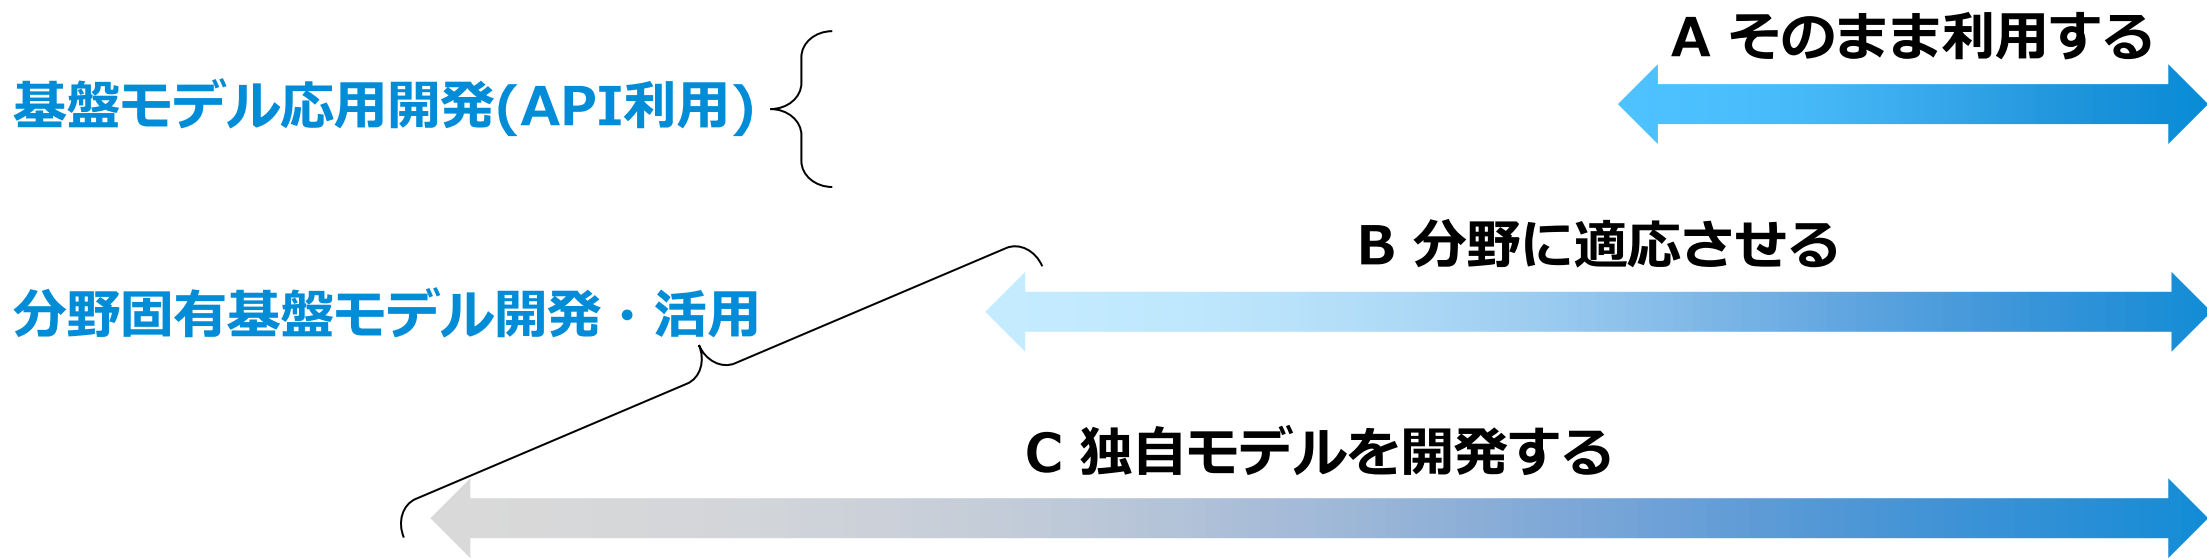 A そのまま利用する
基盤モデル応用開発(API利用)
B 分野に適応させる
分野固有基盤モデル開発・活用
C 独自モデルを開発する